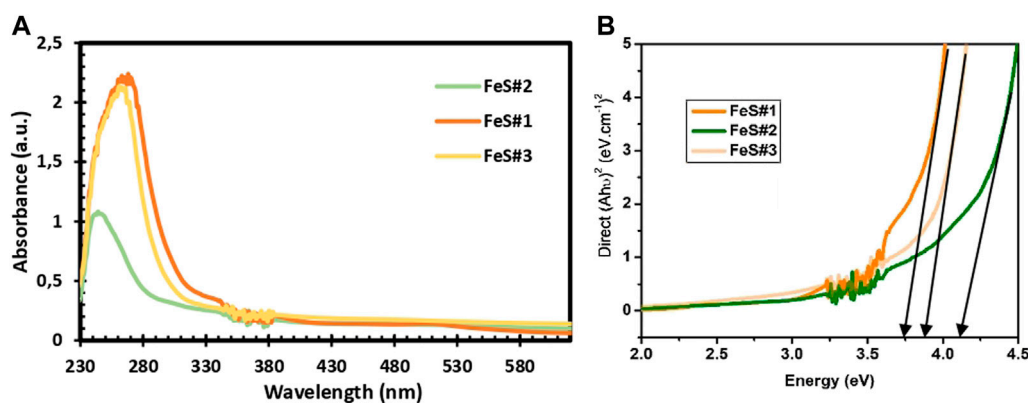 A
2,5
2
1,5
1
0,5
0
Absorbance (a.u.)
230 280 330 380 430 480 530 580
Wavelength (nm)
FeS#2
FeS#1
FeS#3
B
5
4
3
2
1
0
Direct (Ahυ)² (eV.cm⁻¹)²
2.0 2.5 3.0 3.5 4.0 4.5
Energy (eV)
FeS#1
FeS#2
FeS#3